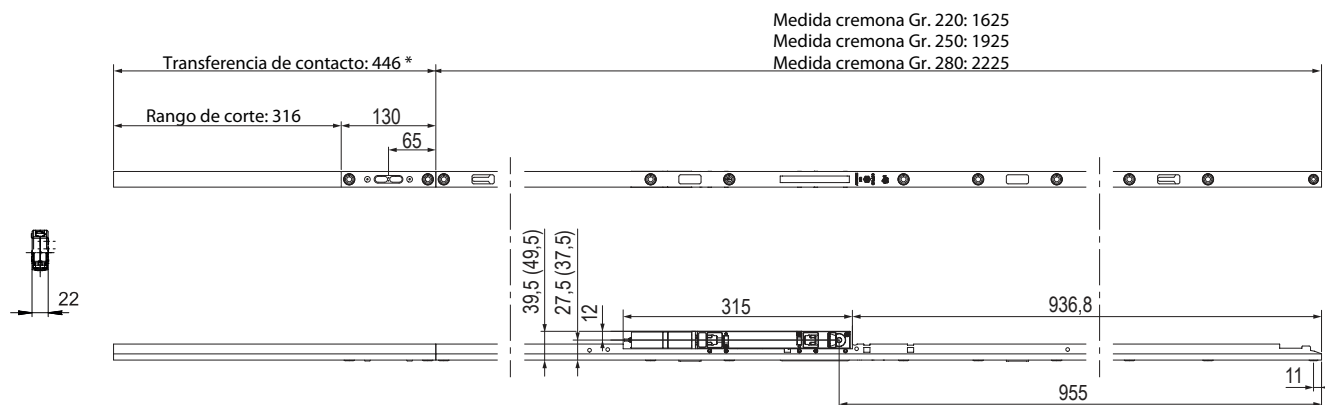 Medida cremona Gr. 220: 1625
Medida cremona Gr. 250: 1925
Medida cremona Gr. 280: 2225
Transferencia de contacto: 446 *
Rango de corte: 316
130
65
22
39,5 (49,5)
27,5 (37,5)
12
315
936,8
11
955